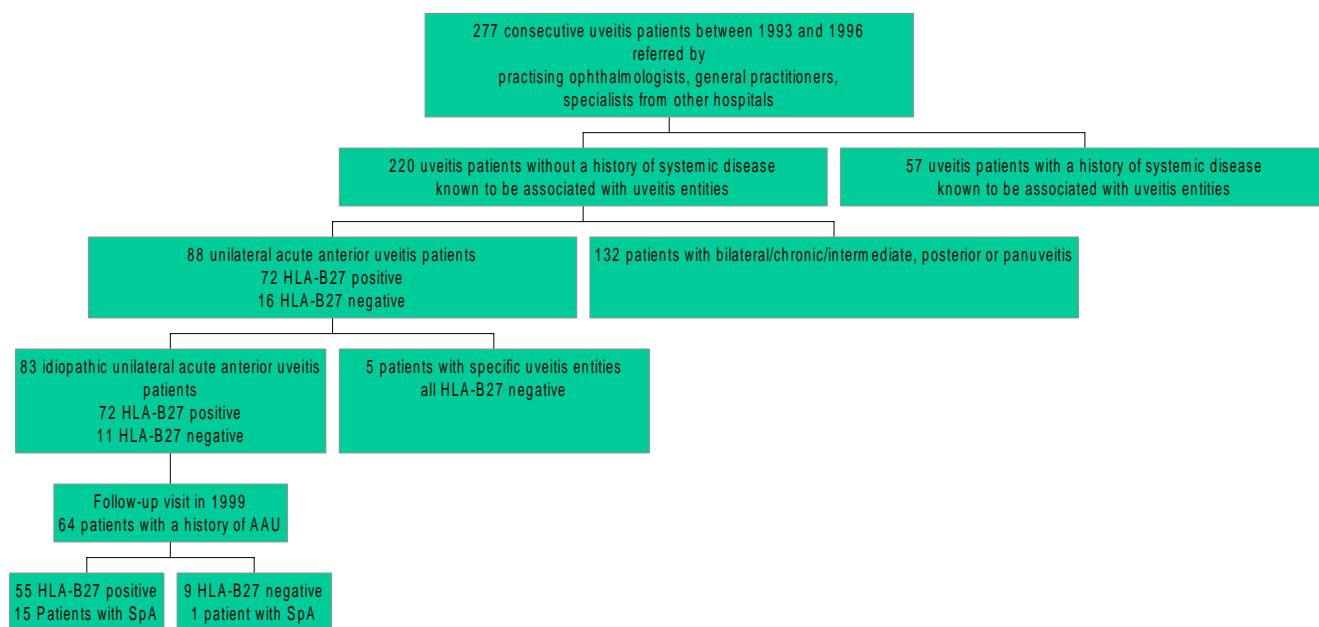 277 consecutive uveitis patients between 1993 and 1996
referred by
practising ophthalmologists, general practitioners,
specialists from other hospitals
220 uveitis patients without a history of systemic disease
known to be associated with uveitis entities
57 uveitis patients with a history of systemic disease
known to be associated with uveitis entities
88 unilateral acute anterior uveitis patients
72 HLA-B27 positive
16 HLA-B27 negative
132 patients with bilateral/chronic/intermediate, posterior or panuveitis
83 idiopathic unilateral acute anterior uveitis
patients
72 HLA-B27 positive
11 HLA-B27 negative
5 patients with specific uveitis entities
all HLA-B27 negative
Follow-up visit in 1999
64 patients with a history of AAU
55 HLA-B27 positive
15 Patients with SpA
9 HLA-B27 negative
1 patient with SpA